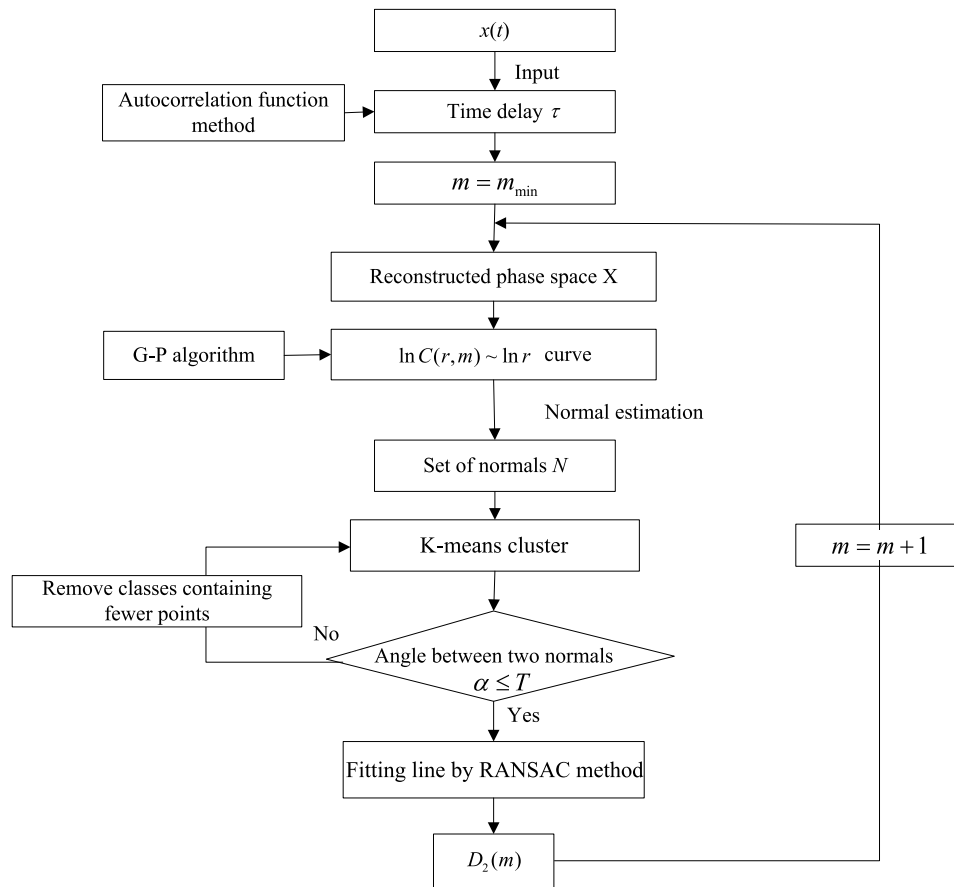 x(t)
Input
Autocorrelation function
method
Time delay τ
m = m_min
Reconstructed phase space X
G-P algorithm
ln C(r, m) ~ ln r curve
Normal estimation
Set of normals N
K-means cluster
m = m + 1
Remove classes containing
fewer points
No
Angle between two normals
α ≤ T
Yes
Fitting line by RANSAC method
D₂(m)